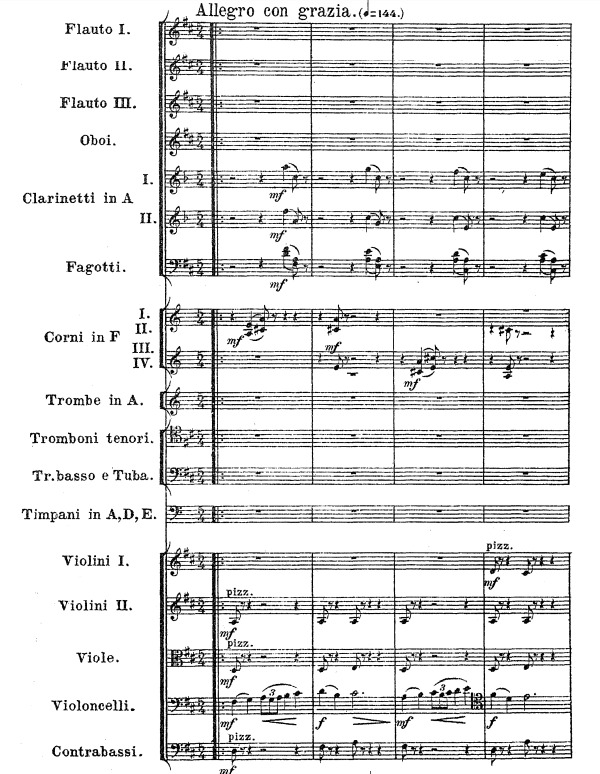 Allegro con grazia. (♩=144.)
Flauto I.
Flauto II.
Flauto III.
Oboi.
I.
Clarinetti in A
II.
mf
mf
Fagotti.
mf
I.
II.
Corni in F
III.
IV.
mf
mf
mf
Trombe in A.
Tromboni tenori.
Tr. basso e Tuba.
Timpani in A, D, E.
pizz.
Violini I.
mf
pizz.
Violini II.
mf
pizz.
Viole.
mf
3
3
Violoncelli.
mf
f
mf
f
pizz.
Contrabassi.
mf